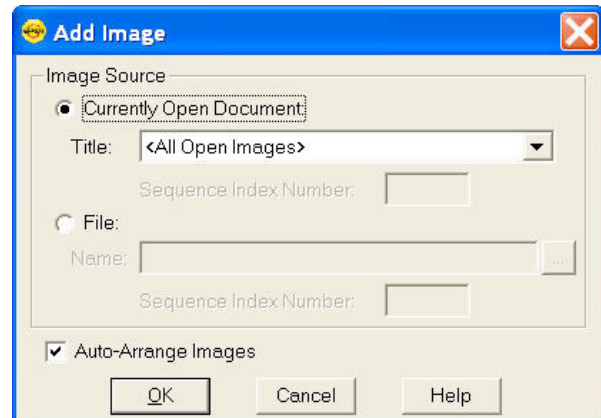 Add Image
Image Source
Currently Open Document:
Title: <All Open Images>
Sequence Index Number:
File:
Name: ...
Sequence Index Number:
Auto-Arrange Images
OK Cancel Help